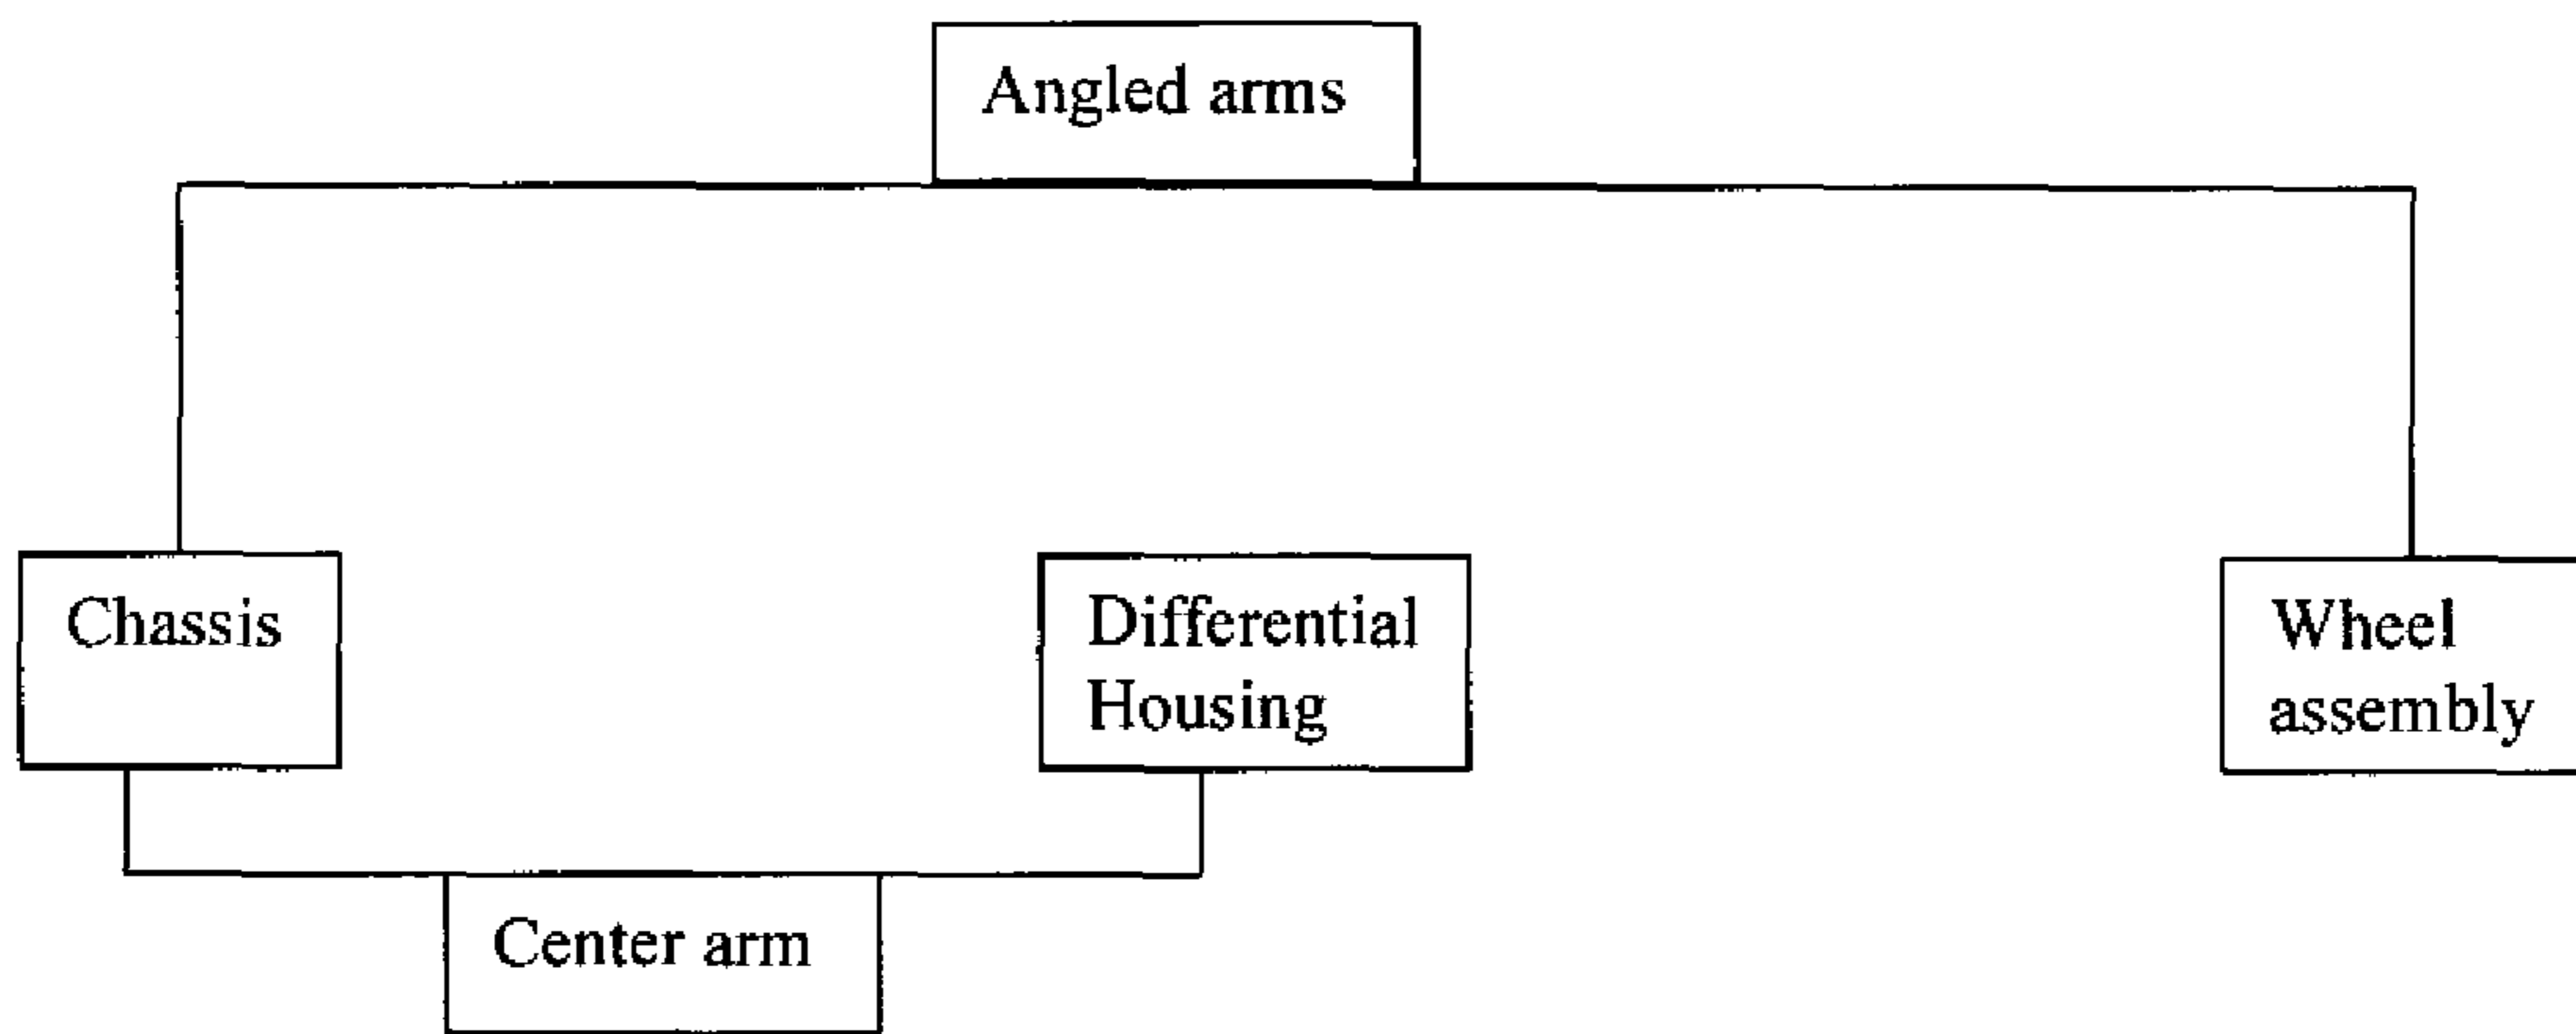 Angled arms
Chassis
Differential
Housing
Wheel
assembly
Center arm